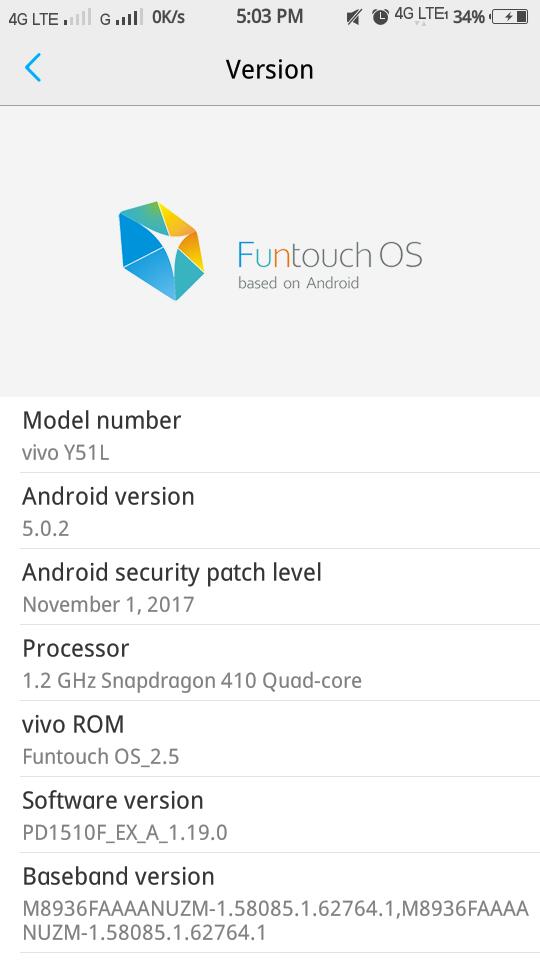 4G LTE G 0K/s 5:03 PM 4G LTE1 34%
Version
Funtouch OS
based on Android
Model number
vivo Y51L
Android version
5.0.2
Android security patch level
November 1, 2017
Processor
1.2 GHz Snapdragon 410 Quad-core
vivo ROM
Funtouch OS_2.5
Software version
PD1510F_EX_A_1.19.0
Baseband version
M8936FAAAANUZM-1.58085.1.62764.1,M8936FAAAA
NUZM-1.58085.1.62764.1